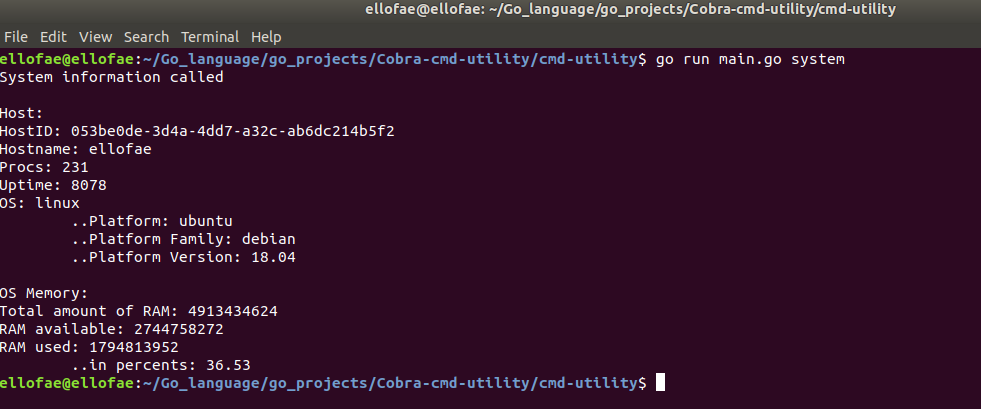 ellofae@ellofae: ~/Go_language/go_projects/Cobra-cmd-utility/cmd-utility
File Edit View Search Terminal Help
ellofae@ellofae:~/Go_language/go_projects/Cobra-cmd-utility/cmd-utility$ go run main.go system
System information called
Host:
HostID: 053be0de-3d4a-4dd7-a32c-ab6dc214b5f2
Hostname: ellofae
Procs: 231
Uptime: 8078
OS: linux
..Platform: ubuntu
..Platform Family: debian
..Platform Version: 18.04
OS Memory:
Total amount of RAM: 4913434624
RAM available: 2744758272
RAM used: 1794813952
..in percents: 36.53
ellofae@ellofae:~/Go_language/go_projects/Cobra-cmd-utility/cmd-utility$